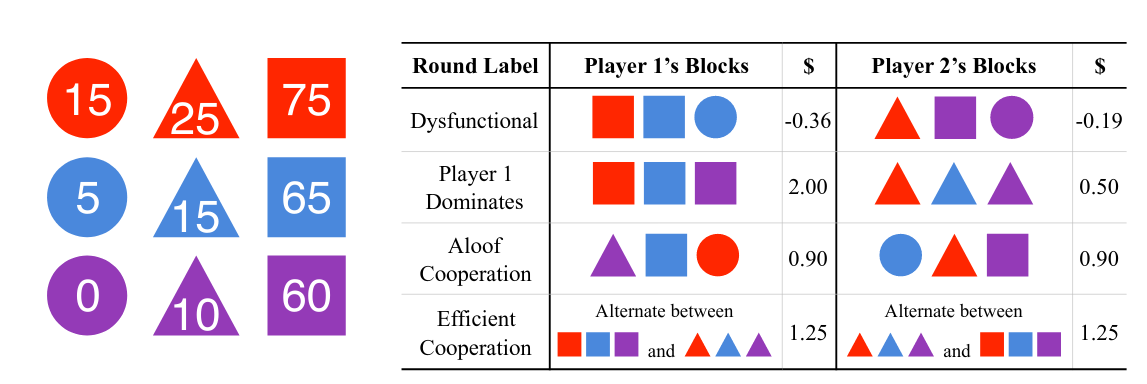 15 25 75
5 15 65
0 10 60
Round Label Player 1's Blocks $ Player 2's Blocks $
Dysfunctional -0.36 -0.19
Player 1
Dominates 2.00 0.50
Aloof
Cooperation 0.90 0.90
Efficient
Cooperation
Alternate between
and
1.25
Alternate between
and
1.25